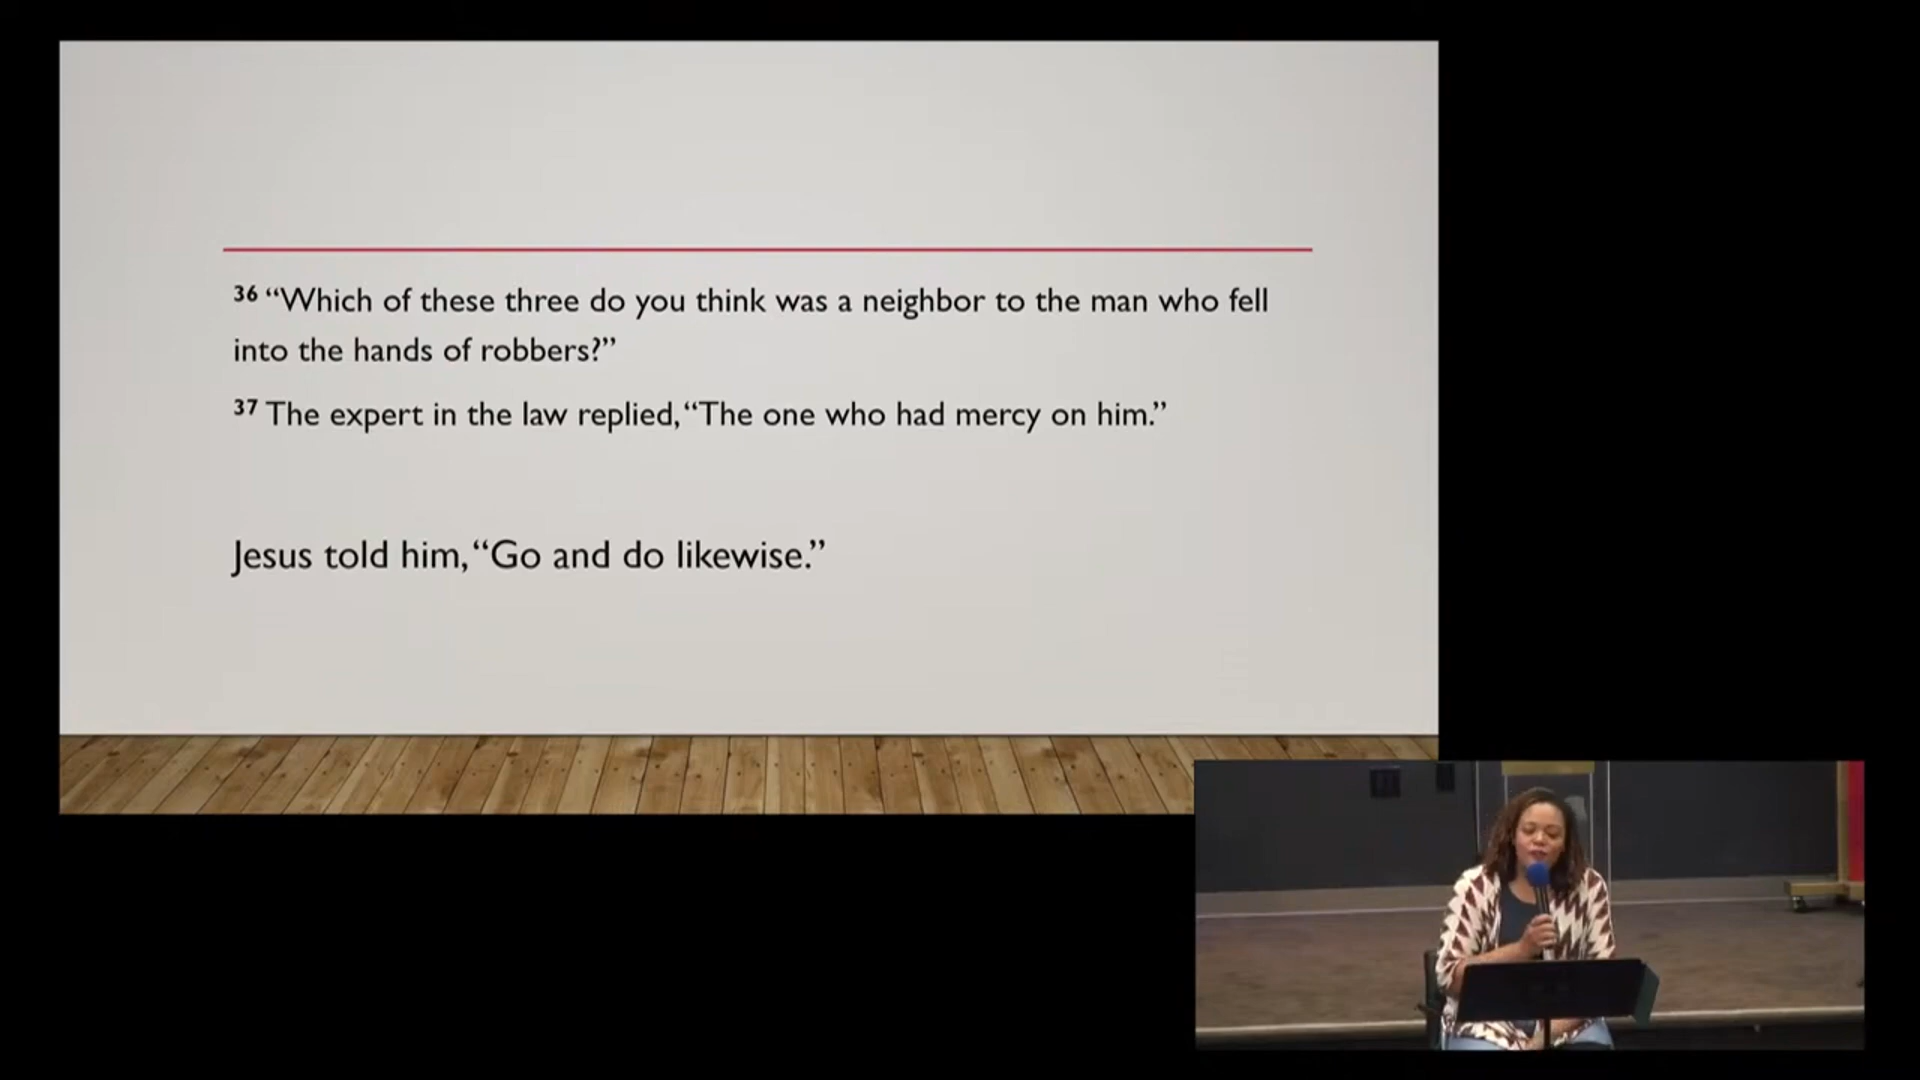 36 “Which of these three do you think was a neighbor to the man who fell
into the hands of robbers?”
37 The expert in the law replied, “The one who had mercy on him.”
Jesus told him, “Go and do likewise.”